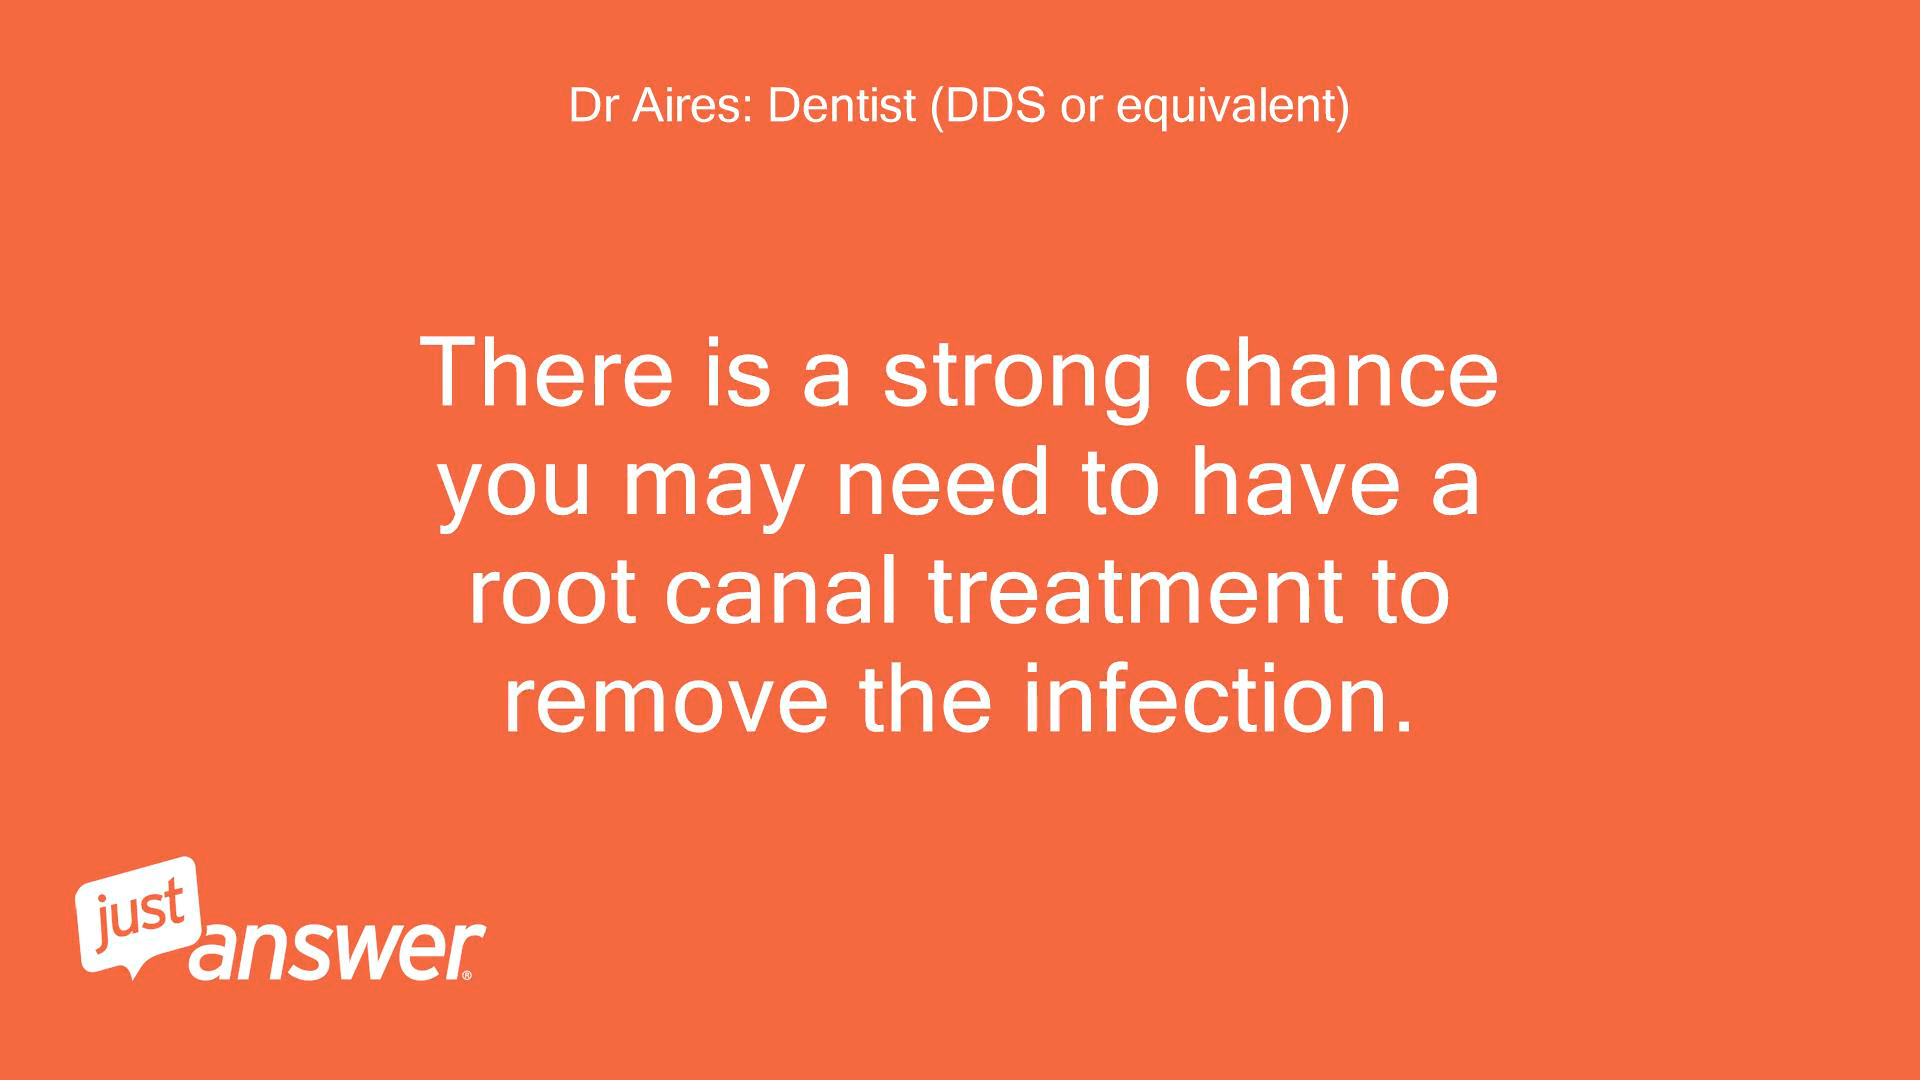 Dr Aires: Dentist (DDS or equivalent)
There is a strong chance
you may need to have a
root canal treatment to
remove the infection.
just
answer®